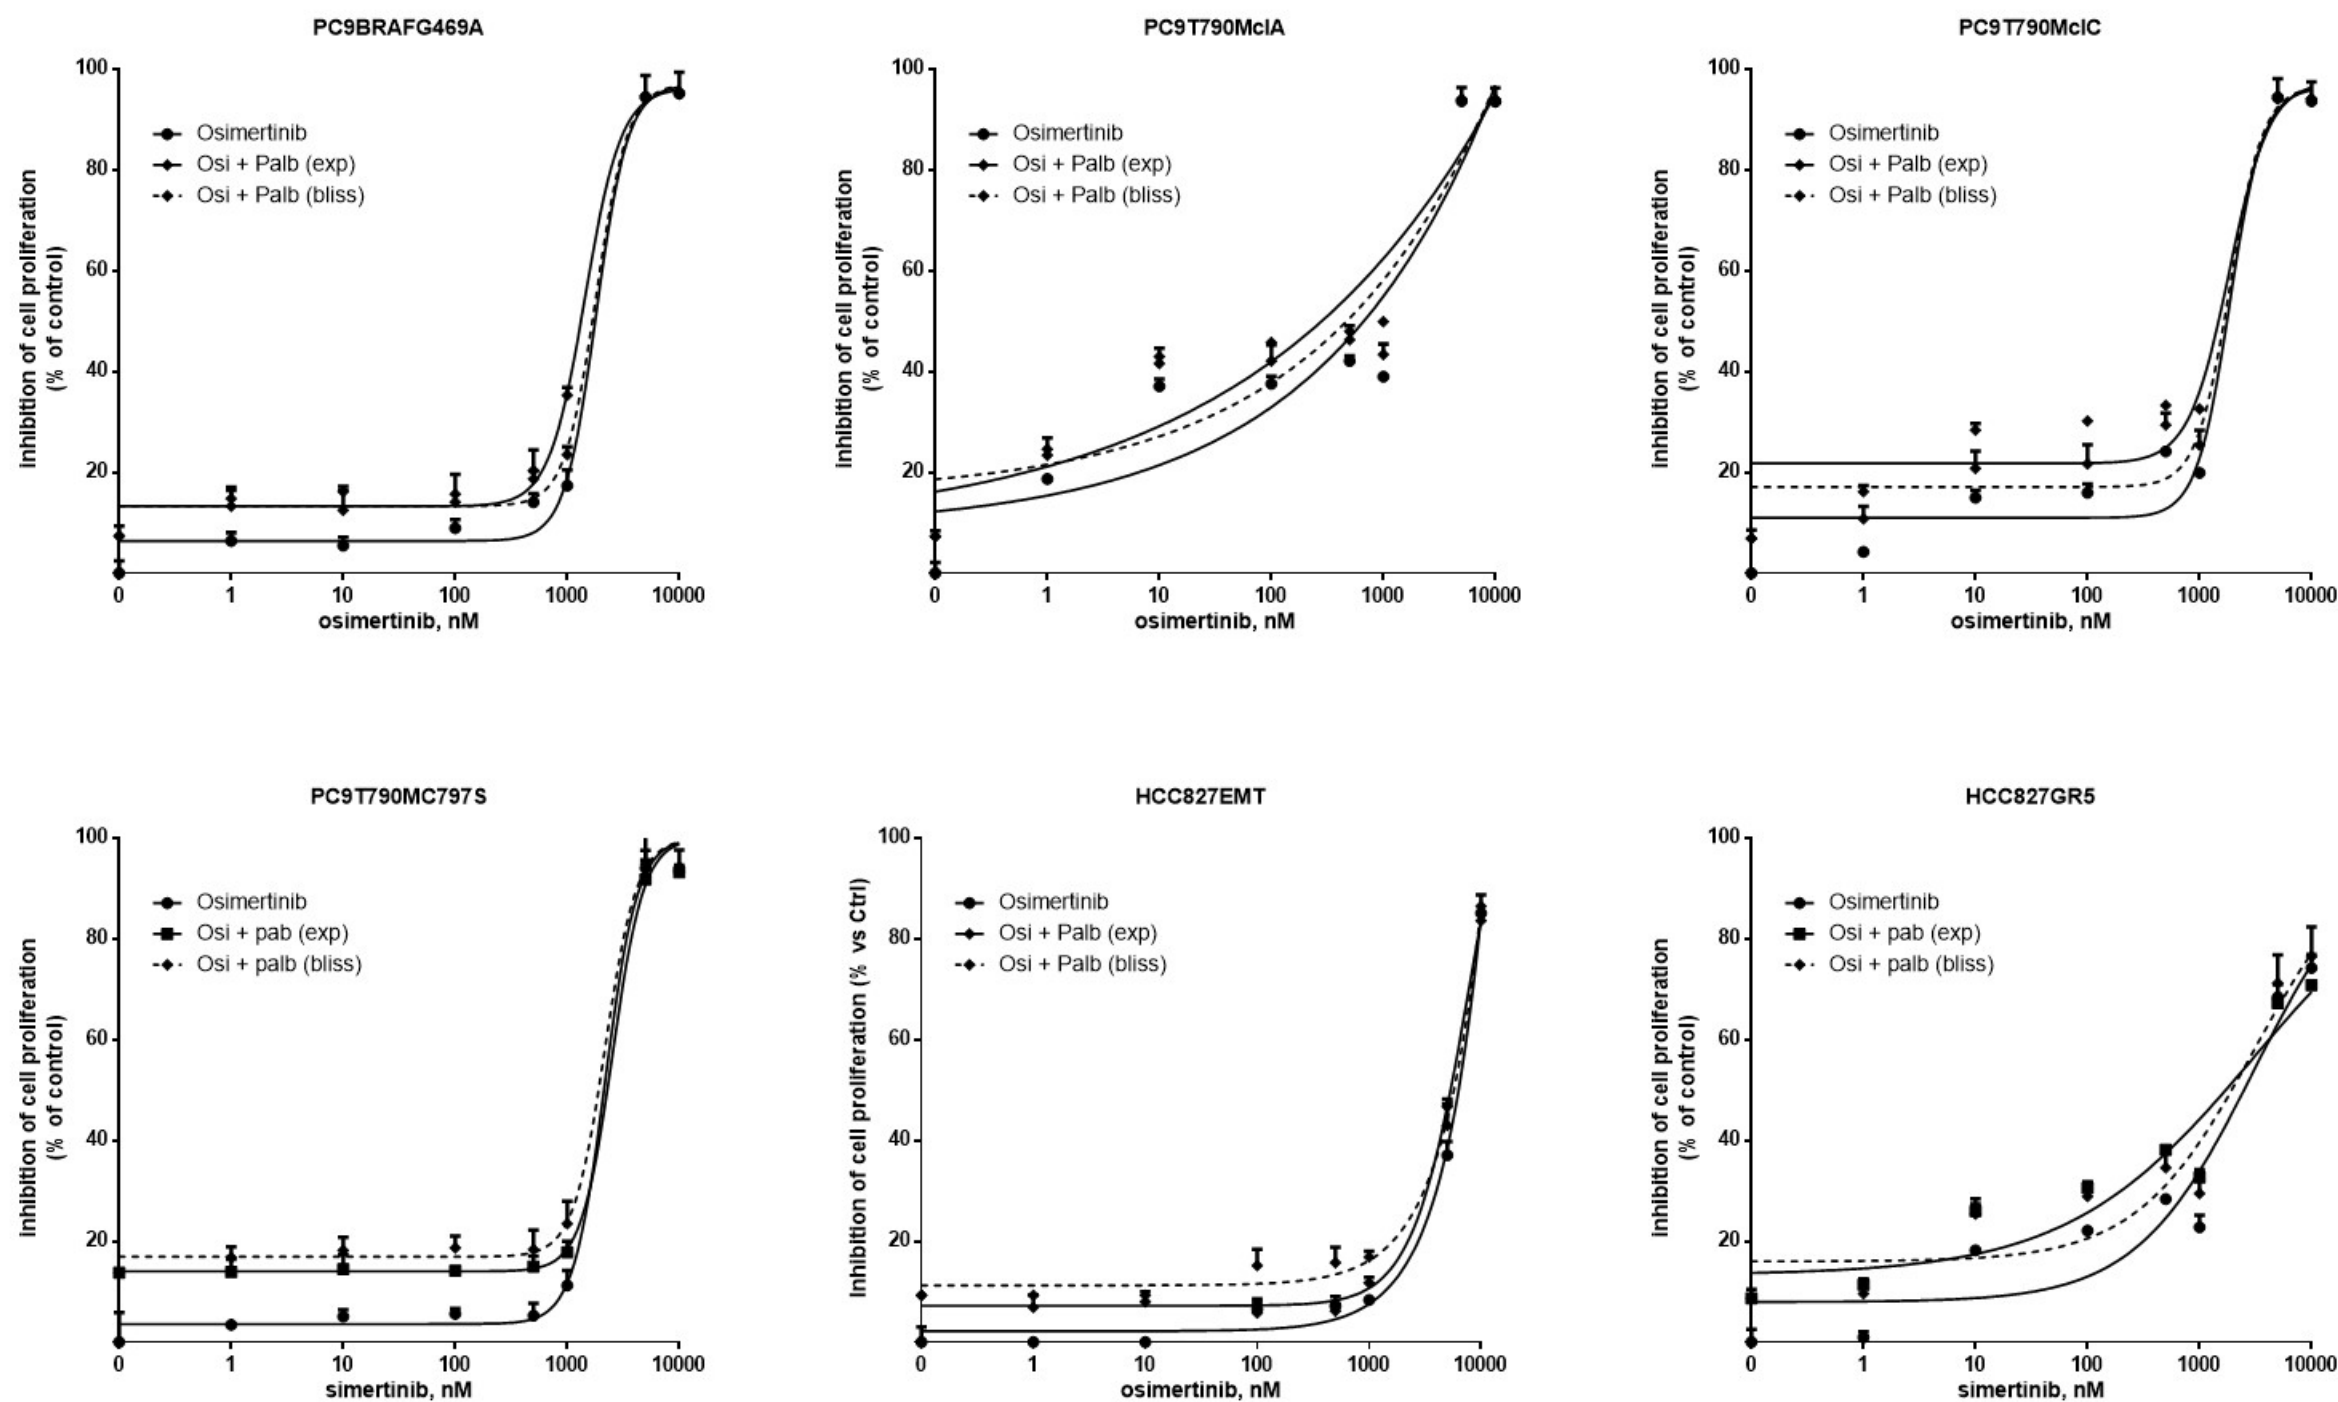 PC9BRAFG469A
inhibition of cell proliferation
(% of control)
100
80
60
40
20
Osimertinib
Osi + Palb (exp)
Osi + Palb (bliss)
0 1 10 100 1000 10000
osimertinib, nM
PC9T790MclA
inhibition of cell proliferation
(% of control)
100
80
60
40
20
Osimertinib
Osi + Palb (exp)
Osi + Palb (bliss)
0 1 10 100 1000 10000
osimertinib, nM
PC9T790MclC
inhibition of cell proliferation
(% of control)
100
80
60
40
20
Osimertinib
Osi + Palb (exp)
Osi + Palb (bliss)
0 1 10 100 1000 10000
osimertinib, nM
PC9T790MC797S
inhibition of cell proliferation
(% of control)
100
80
60
40
20
Osimertinib
Osi + pab (exp)
Osi + palb (bliss)
0 1 10 100 1000 10000
simertinib, nM
HCC827EMT
Inhibition of cell proliferation (% vs Ctrl)
100
80
60
40
20
Osimertinib
Osi + Palb (exp)
Osi + Palb (bliss)
0 1 10 100 1000 10000
osimertinib, nM
HCC827GR5
inhibition of cell proliferation
(% of control)
100
80
60
40
20
Osimertinib
Osi + pab (exp)
Osi + palb (bliss)
0 1 10 100 1000 10000
simertinib, nM